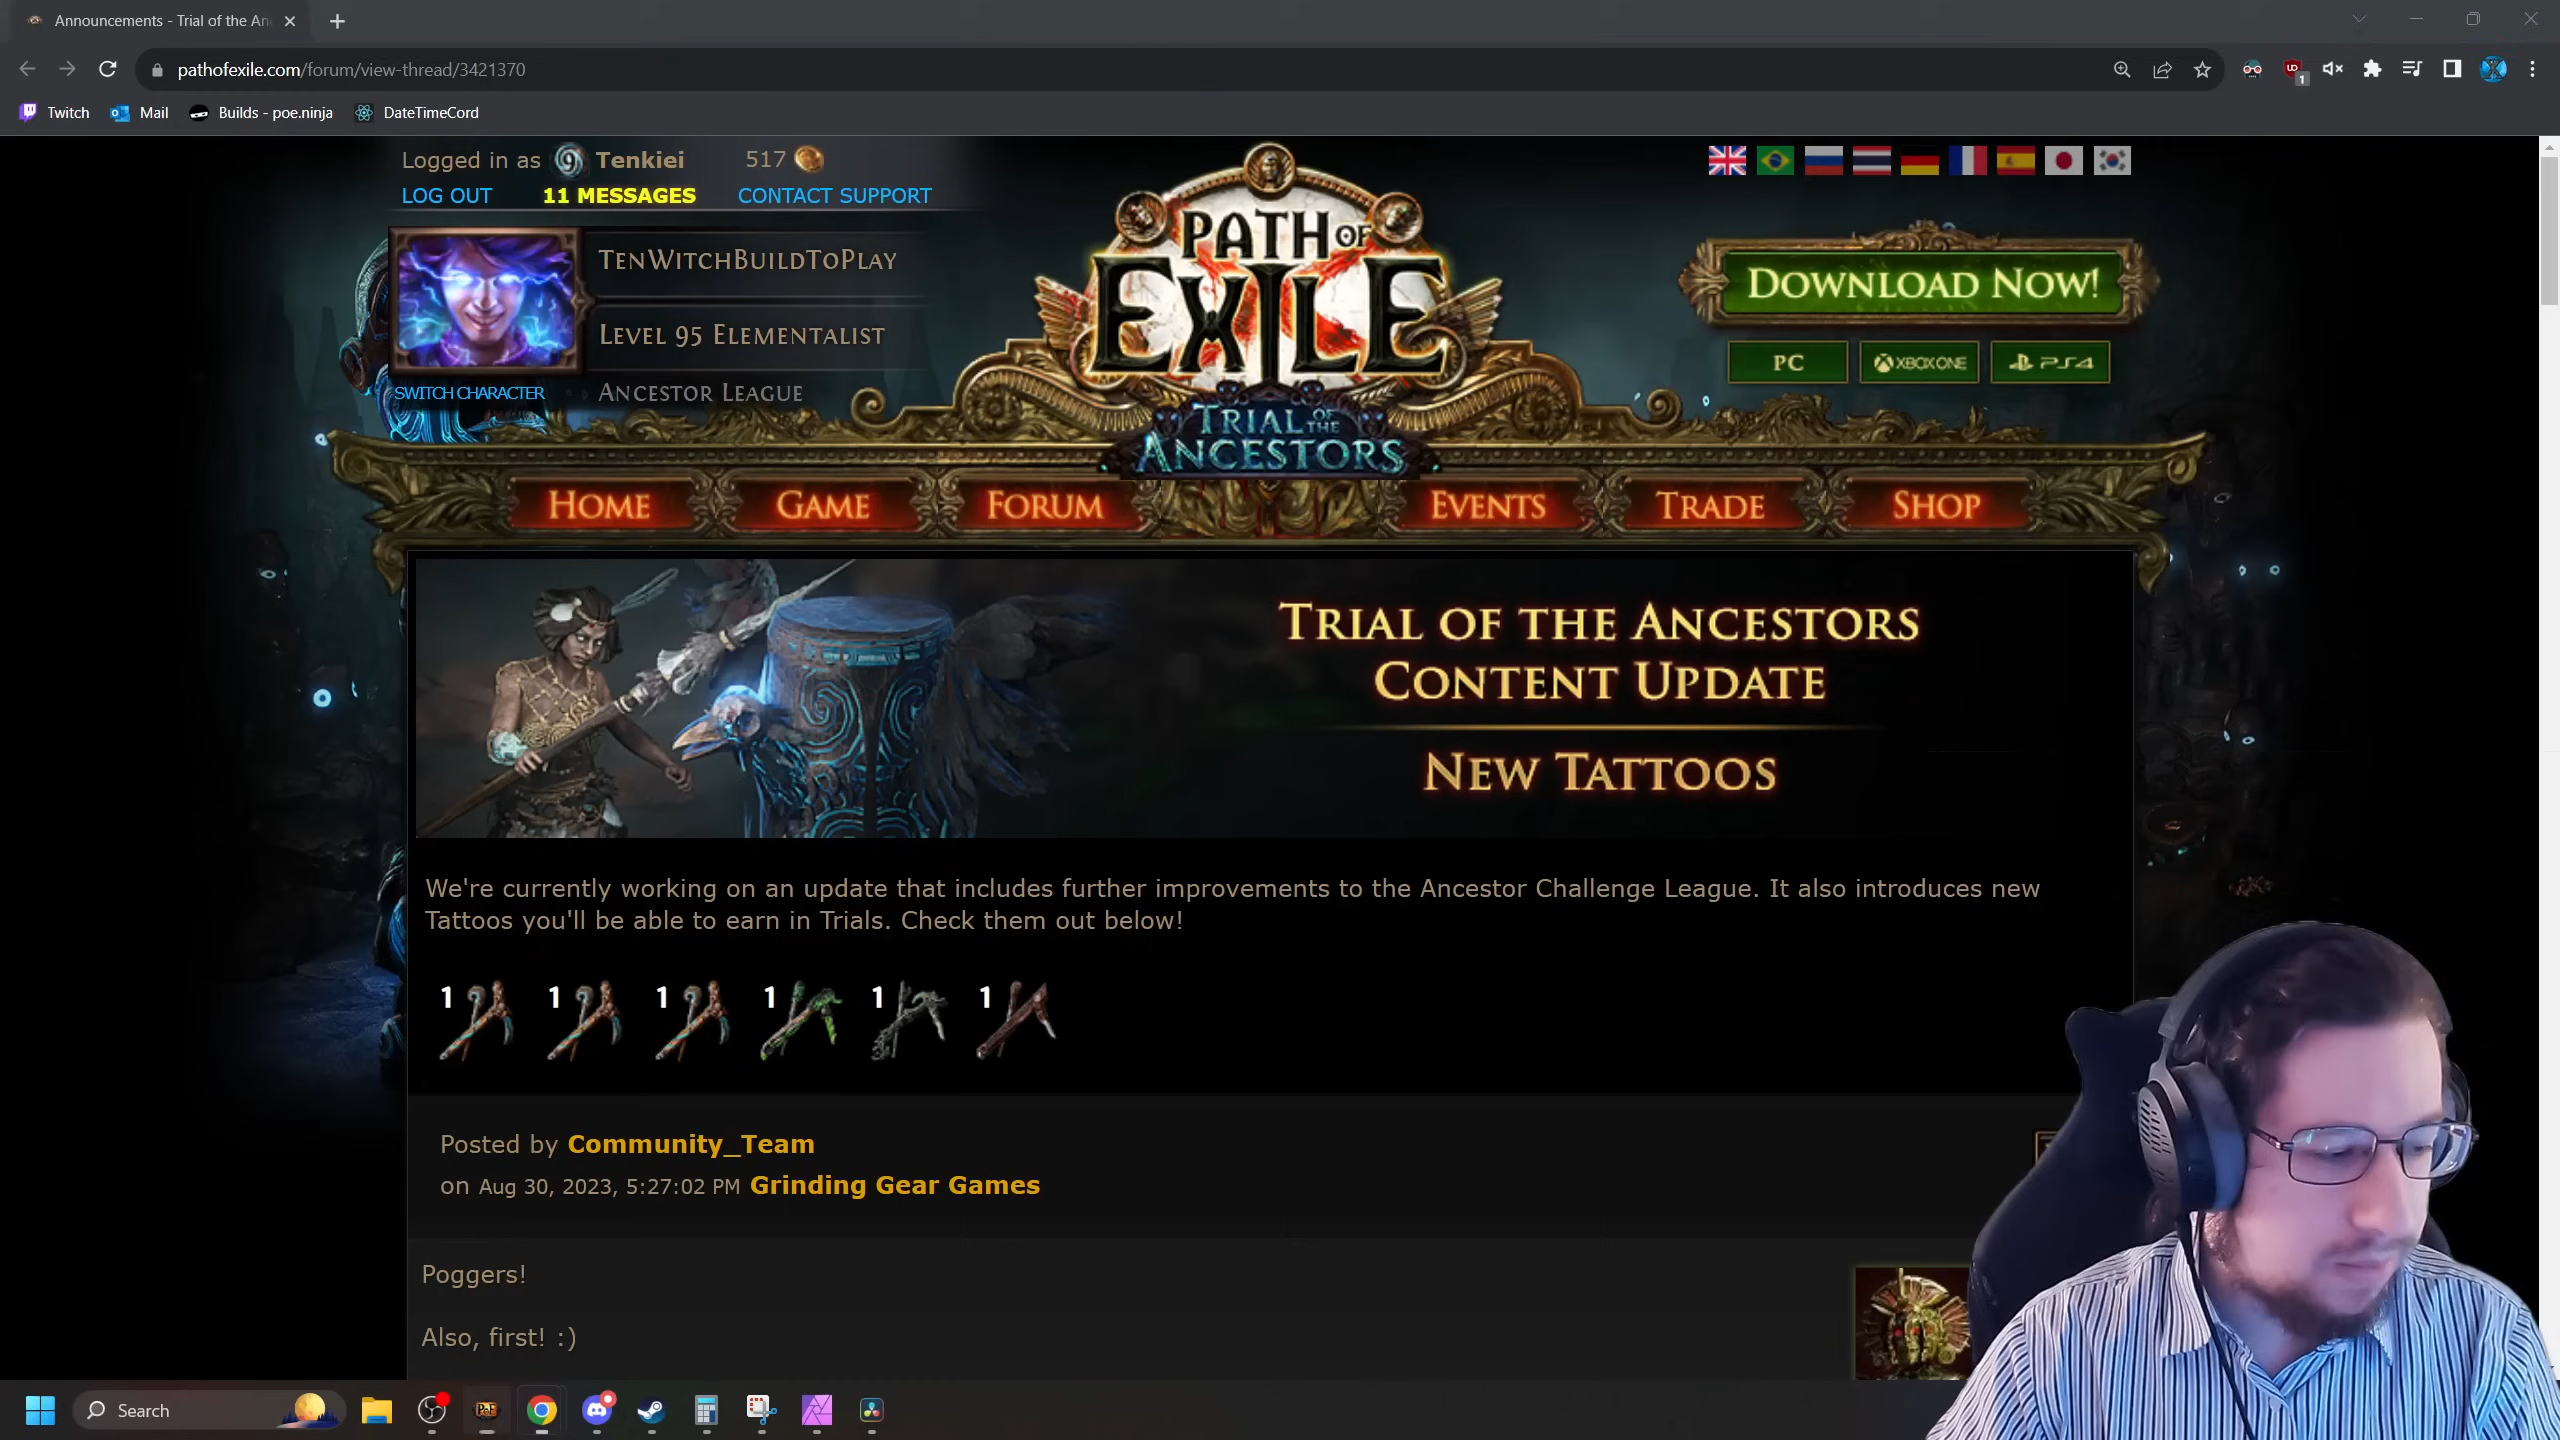 Announcements - Trial of the An
pathofexile.com/forum/view-thread/3421370
1
Twitch
Mail
Builds - poe.ninja
DateTimeCord
Logged in as Tenkiei 517
LOG OUT 11 MESSAGES CONTACT SUPPORT
TENWITCHBUILDTOPLAY
LEVEL 95 ELEMENTALIST
SWITCH CHARACTER
ANCESTOR LEAGUE
PATH OF
EXILE
TRIAL OF THE
ANCESTORS
DOWNLOAD NOW!
PC
XBOX ONE
PS4
HOME
GAME
FORUM
EVENTS
TRADE
SHOP
TRIAL OF THE ANCESTORS
CONTENT UPDATE
NEW TATTOOS
We're currently working on an update that includes further improvements to the Ancestor Challenge League. It also introduces new
Tattoos you'll be able to earn in Trials. Check them out below!
1 1 1 1 1 1
Posted by Community_Team
on Aug 30, 2023, 5:27:02 PM Grinding Gear Games
Poggers!
Also, first! :)
Search
PoE